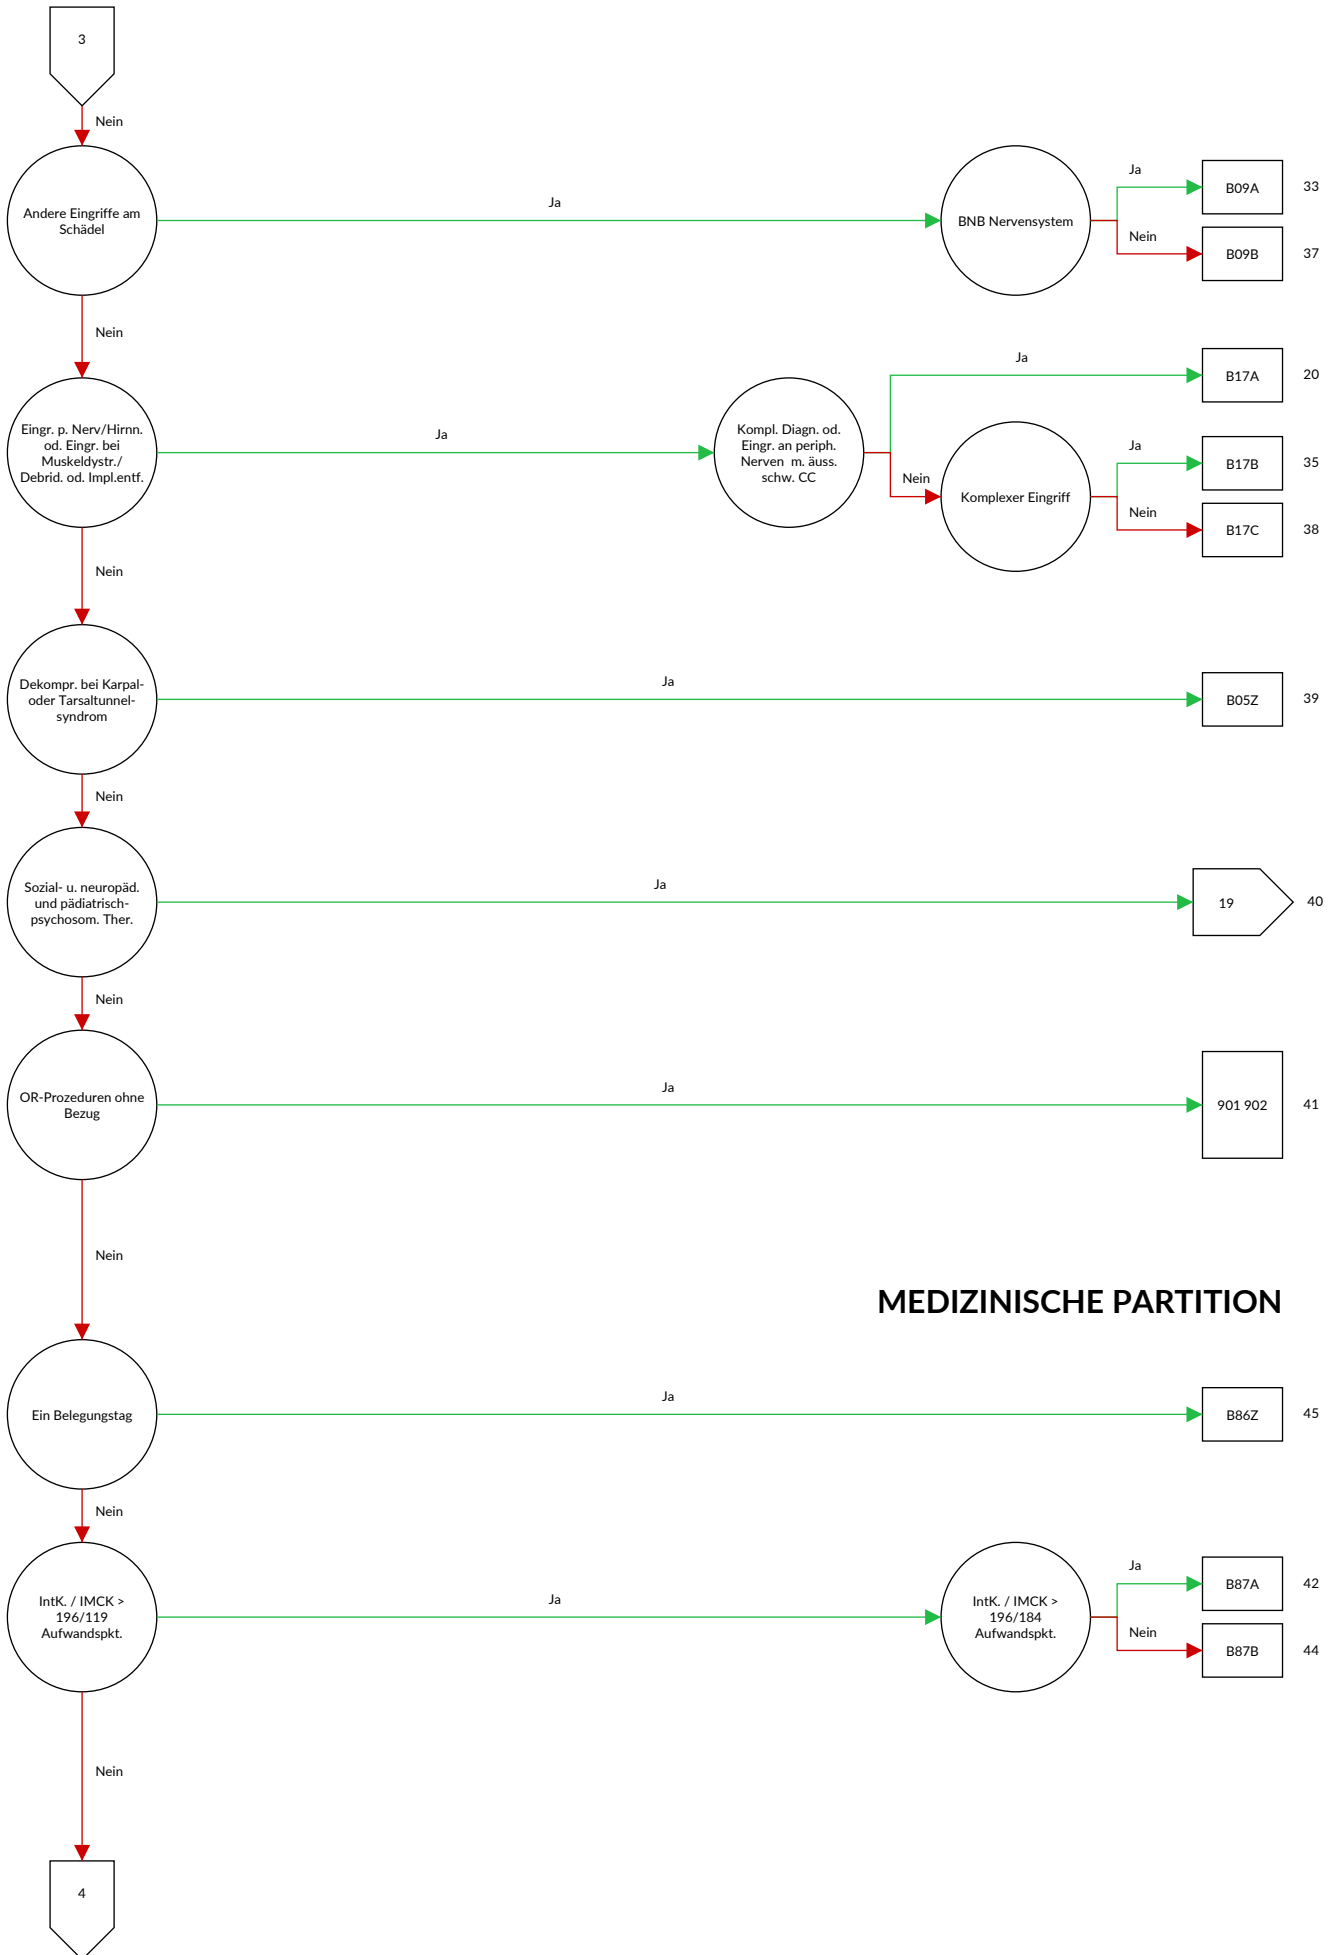 3
Nein
Andere Eingriffe am
Schädel
Ja
BNB Nervensystem
Ja
B09A
33
Nein
B09B
37
Nein
Eingr. p. Nerv/Hirnn.
od. Eingr. bei
Muskeldystr./
Debrid. od. Impl.entf.
Ja
Kompl. Diagn. od.
Eingr. an periph.
Nerven m. äuss.
schw. CC
Ja
B17A
20
Nein
Komplexer Eingriff
Ja
B17B
35
Nein
B17C
38
Nein
Dekompr. bei Karpal-
oder Tarsaltunnel-
syndrom
Ja
B05Z
39
Nein
Sozial- u. neuropäd.
und pädiatrisch-
psychosom. Ther.
Ja
19
40
Nein
OR-Prozeduren ohne
Bezug
Ja
901 902
41
Nein
MEDIZINISCHE PARTITION
Ein Belegungstag
Ja
B86Z
45
Nein
IntK. / IMCK >
196/119
Aufwandspkt.
Ja
IntK. / IMCK >
196/184
Aufwandspkt.
Ja
B87A
42
Nein
B87B
44
Nein
4